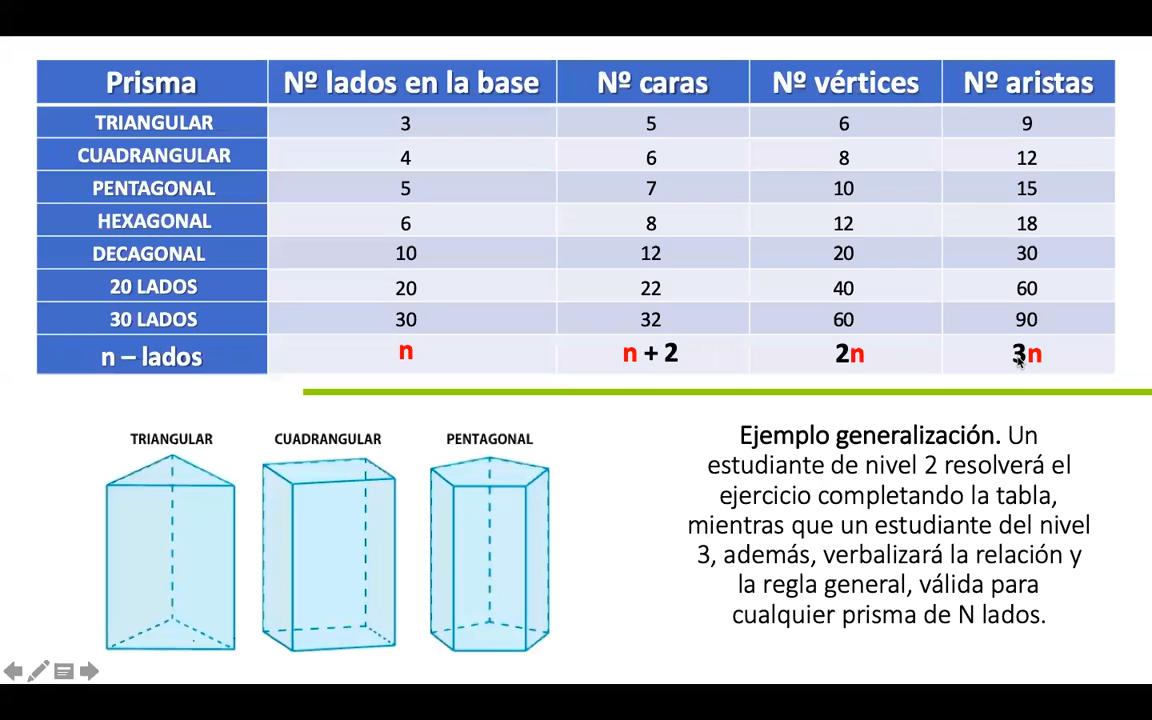 Prisma Nº lados en la base Nº caras Nº vértices Nº aristas
TRIANGULAR 3 5 6 9
CUADRANGULAR 4 6 8 12
PENTAGONAL 5 7 10 15
HEXAGONAL 6 8 12 18
DECAGONAL 10 12 20 30
20 LADOS 20 22 40 60
30 LADOS 30 32 60 90
n – lados n n + 2 2n 3n
TRIANGULAR CUADRANGULAR PENTAGONAL
Ejemplo generalización. Un
estudiante de nivel 2 resolverá el
ejercicio completando la tabla,
mientras que un estudiante del nivel
3, además, verbalizará la relación y
la regla general, válida para
cualquier prisma de N lados.